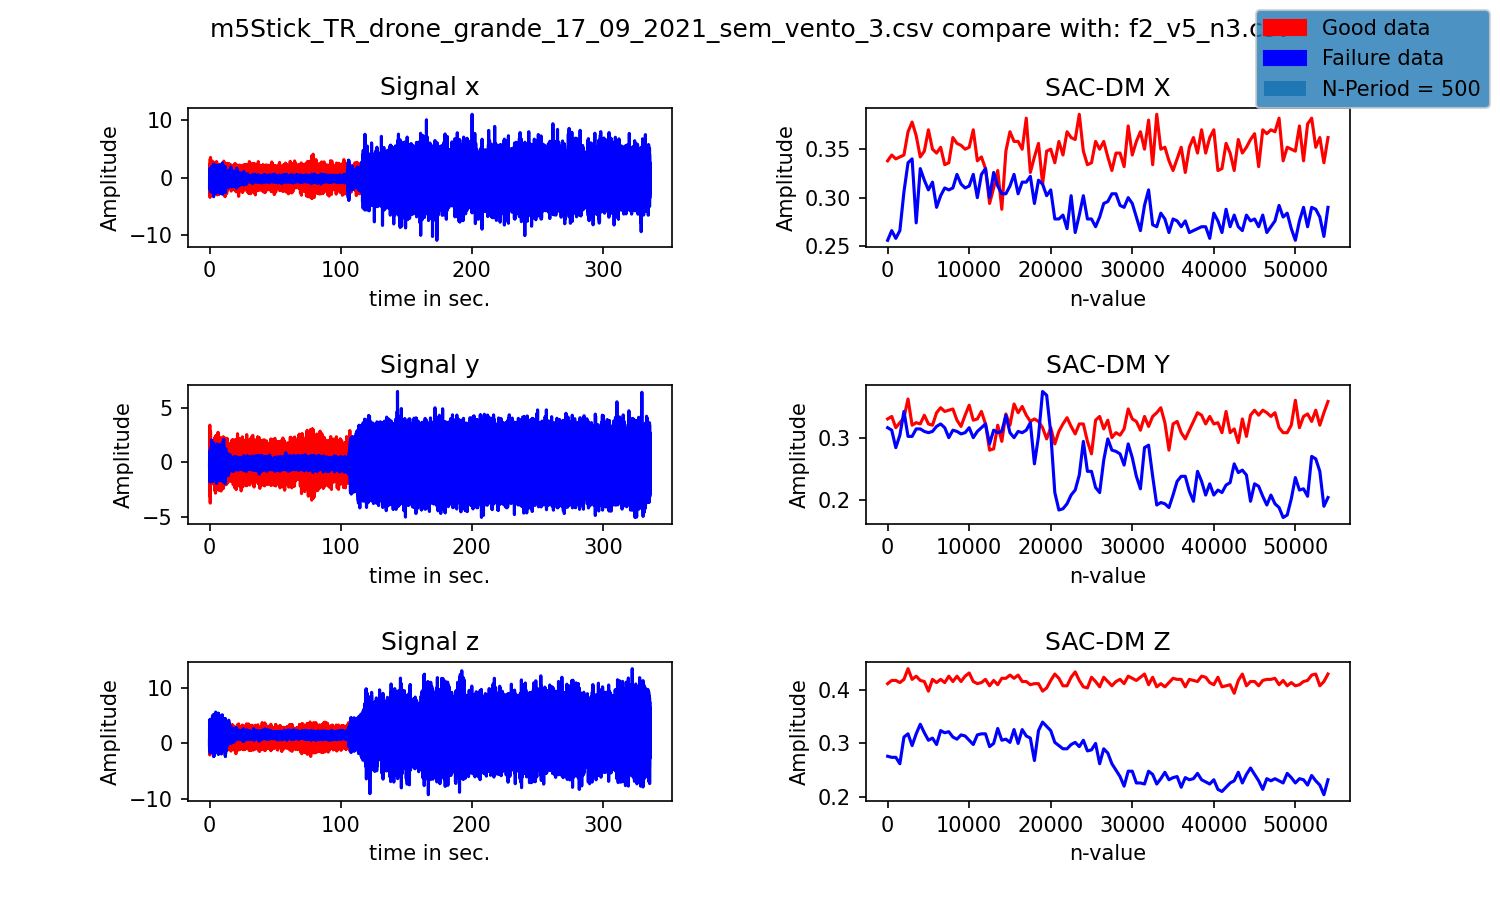 m5Stick_TR_drone_grande_17_09_2021_sem_vento_3.csv compare with: f2_v5_n3.csv
Good data
Failure data
N-Period = 500
Signal x
Amplitude
10
0
−10
0 100 200 300
time in sec.
SAC-DM X
Amplitude
0.35
0.30
0.25
0 10000 20000 30000 40000 50000
n-value
Signal y
Amplitude
5
0
−5
0 100 200 300
time in sec.
SAC-DM Y
Amplitude
0.3
0.2
0 10000 20000 30000 40000 50000
n-value
Signal z
Amplitude
10
0
−10
0 100 200 300
time in sec.
SAC-DM Z
Amplitude
0.4
0.3
0.2
0 10000 20000 30000 40000 50000
n-value